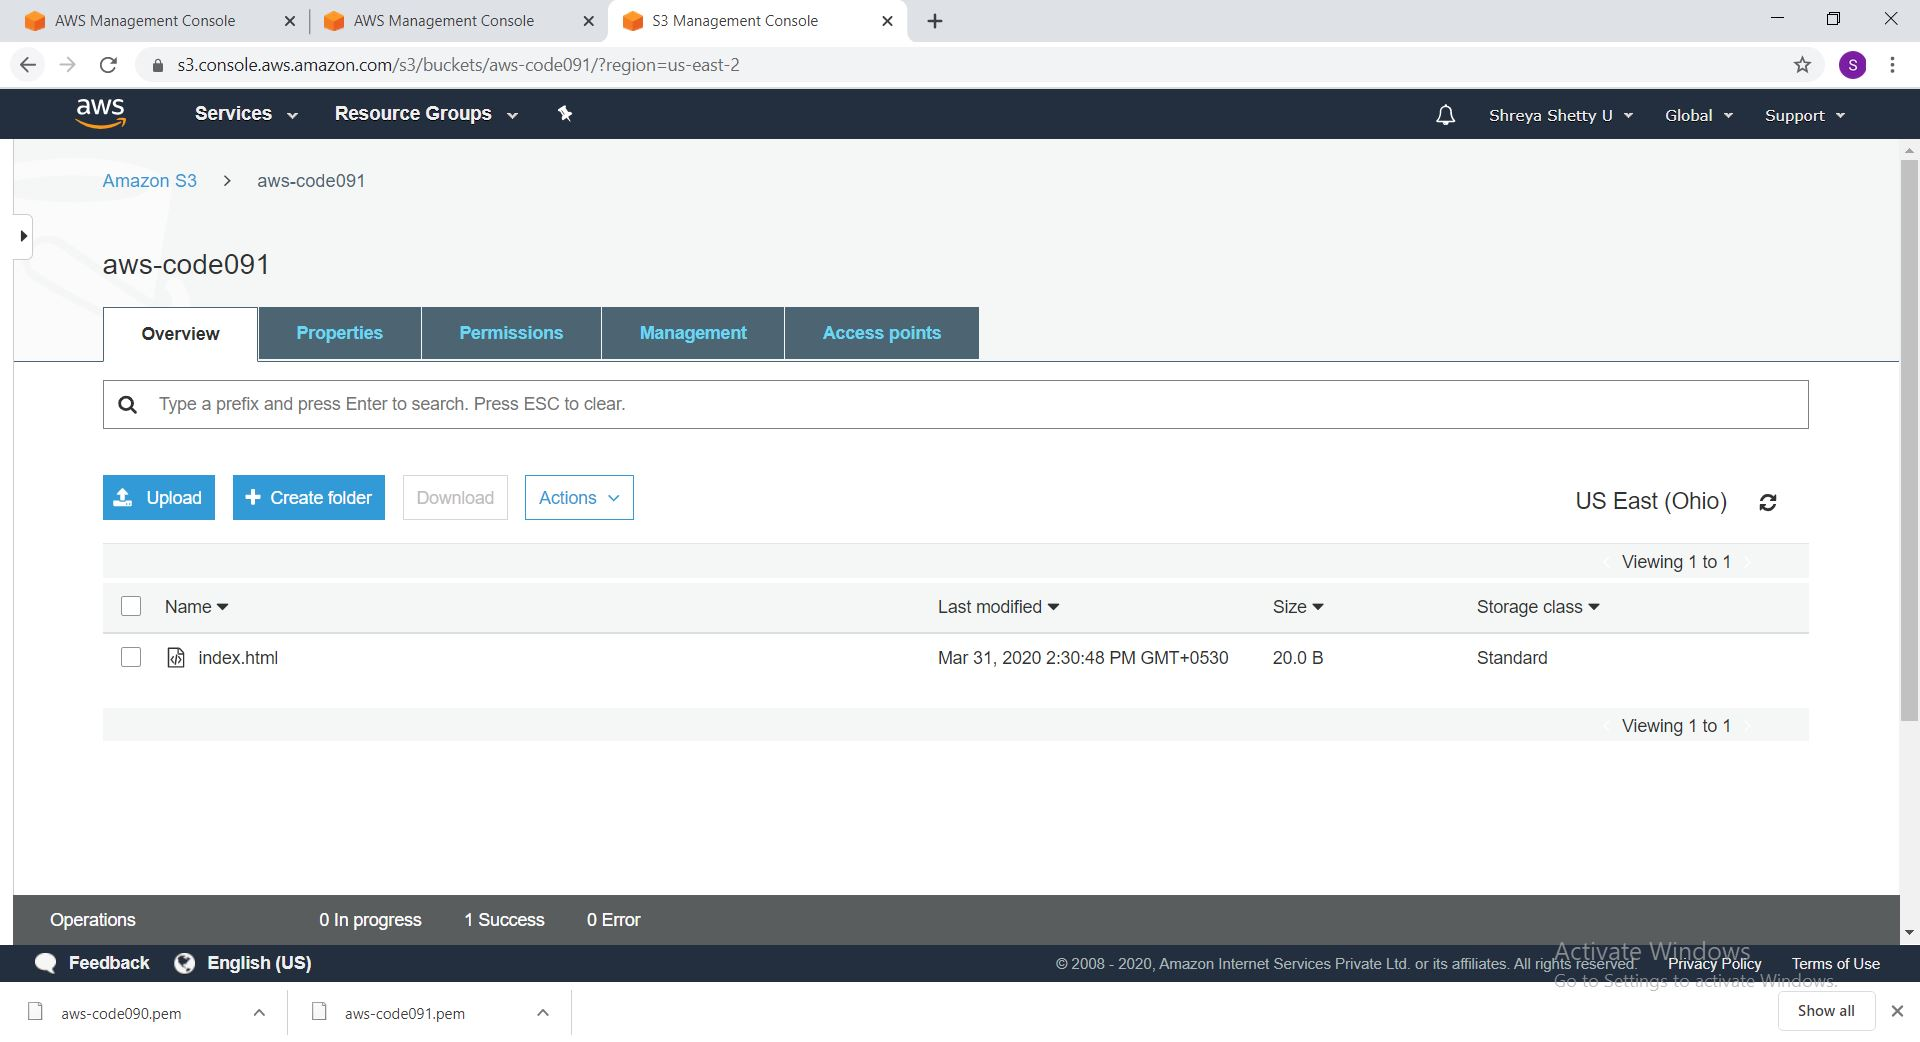 AWS Management Console
AWS Management Console
S3 Management Console
s3.console.aws.amazon.com/s3/buckets/aws-code091/?region=us-east-2
S
aws
Services
Resource Groups
Shreya Shetty U
Global
Support
Amazon S3 > aws-code091
aws-code091
Overview
Properties
Permissions
Management
Access points
Type a prefix and press Enter to search. Press ESC to clear.
Upload
+ Create folder
Download
Actions
US East (Ohio)
Viewing 1 to 1
Name
Last modified
Size
Storage class
index.html
Mar 31, 2020 2:30:48 PM GMT+0530
20.0 B
Standard
Viewing 1 to 1
Operations
0 In progress
1 Success
0 Error
Activate Windows
Go to Settings to activate Windows.
Feedback
English (US)
© 2008 - 2020, Amazon Internet Services Private Ltd. or its affiliates. All rights reserved.
Privacy Policy
Terms of Use
aws-code090.pem
aws-code091.pem
Show all